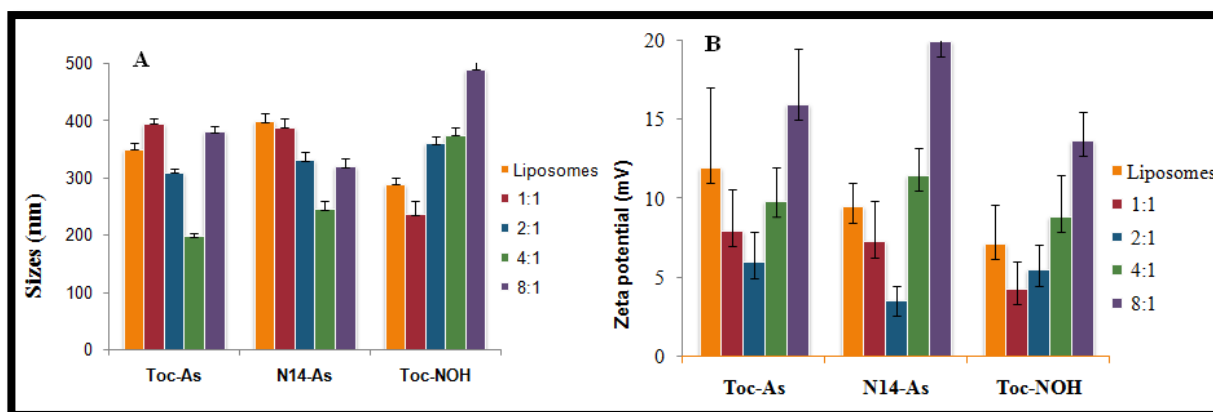 A
Sizes (nm)
500
400
300
200
100
0
Toc-As N14-As Toc-NOH
Liposomes
1:1
2:1
4:1
8:1
B
Zeta potential (mV)
20
15
10
5
0
Toc-As N14-As Toc-NOH
Liposomes
1:1
2:1
4:1
8:1